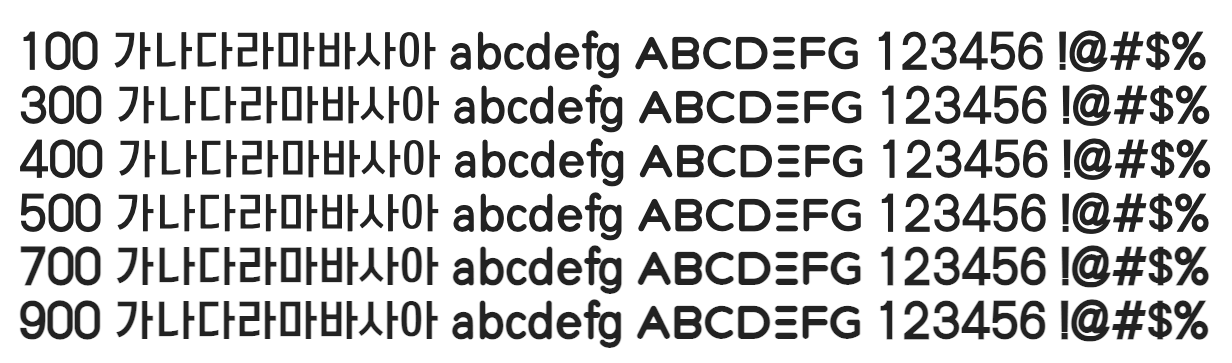 100 가나다라마바사아 abcdefg ABCDEFG 123456 !@#$%
300 가나다라마바사아 abcdefg ABCDEFG 123456 !@#$%
400 가나다라마바사아 abcdefg ABCDEFG 123456 !@#$%
500 가나다라마바사아 abcdefg ABCDEFG 123456 !@#$%
700 가나다라마바사아 abcdefg ABCDEFG 123456 !@#$%
900 가나다라마바사아 abcdefg ABCDEFG 123456 !@#$%